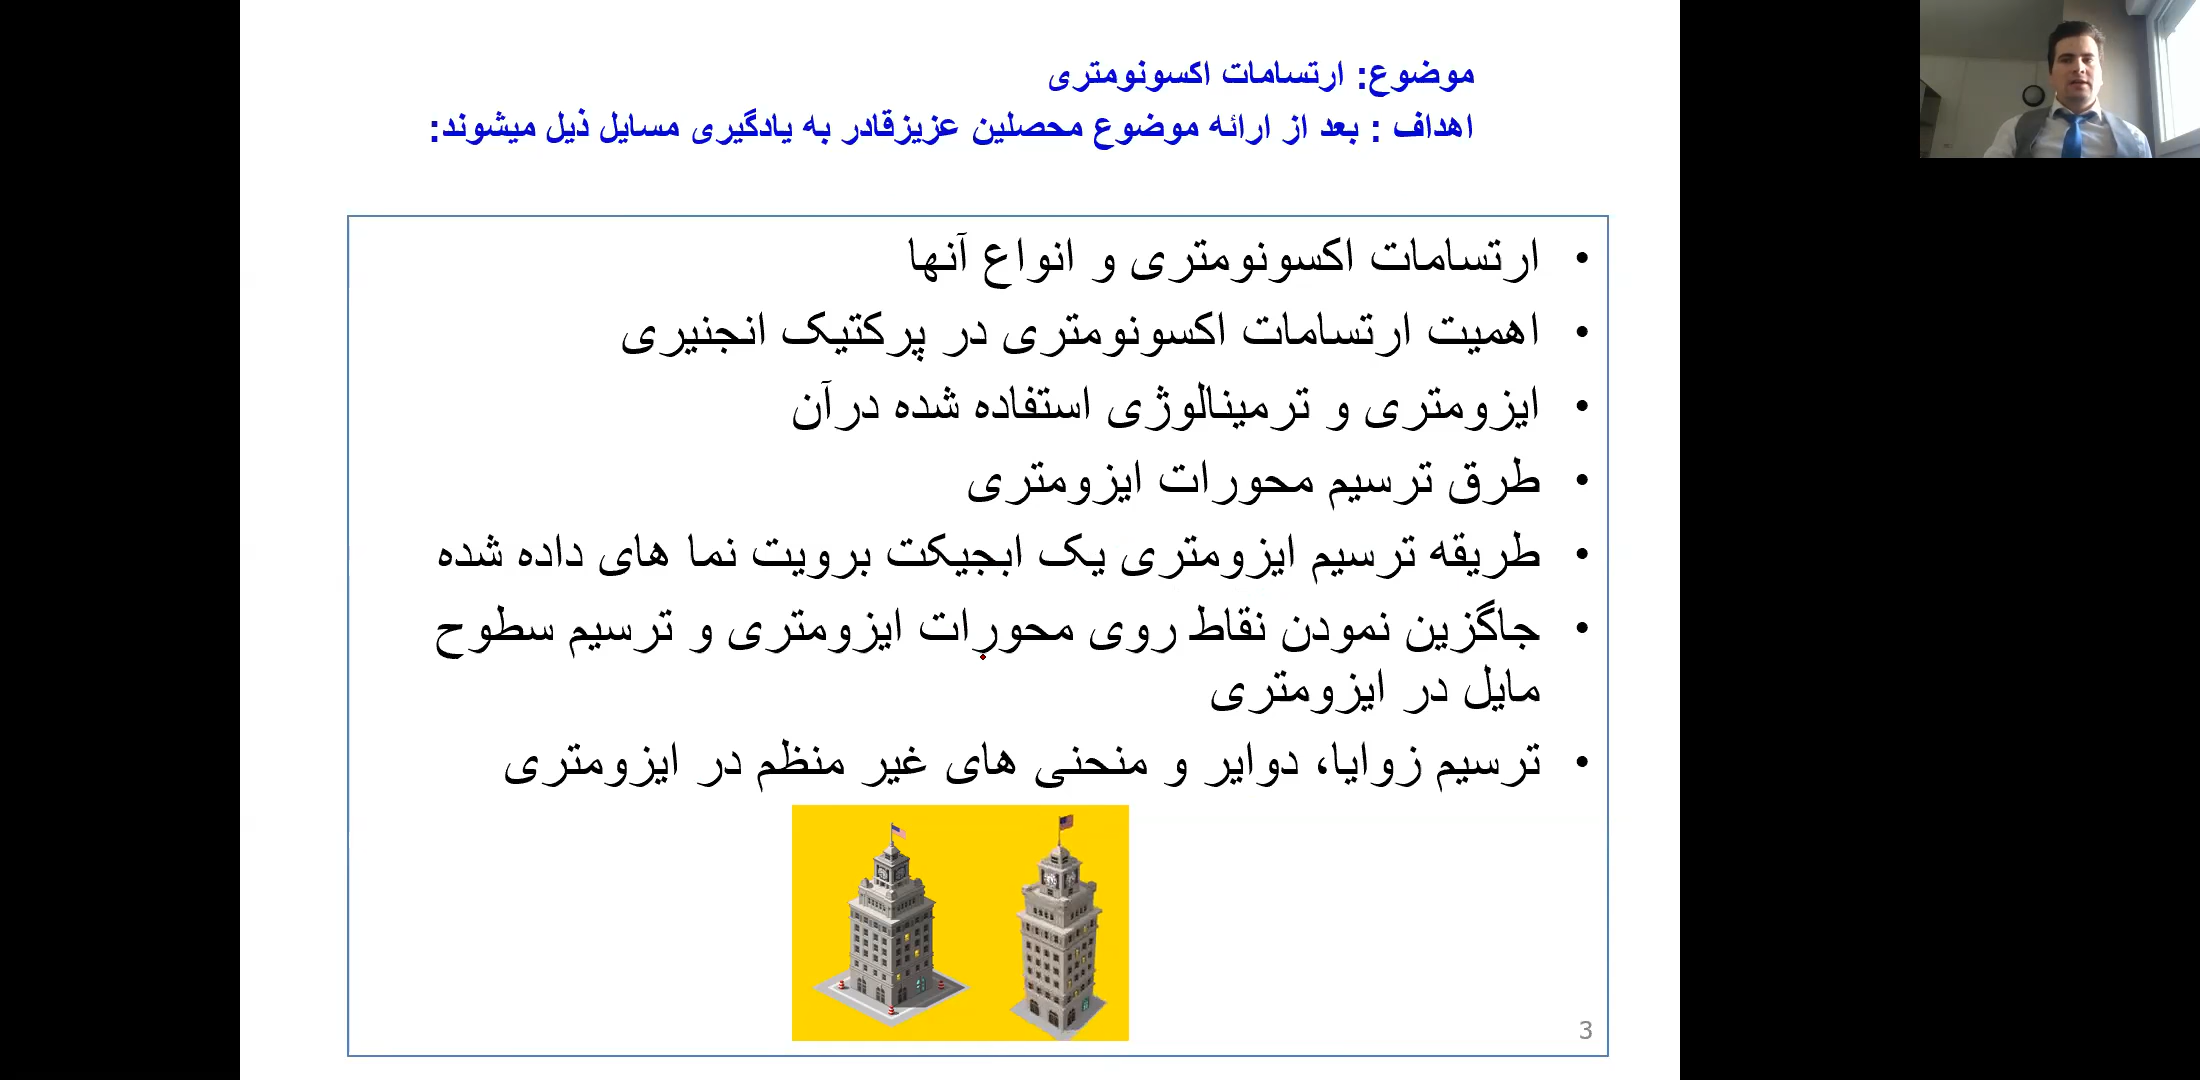 موضوع: ارتسامات اکسونومتری
اهداف : بعد از ارائه موضوع محصلین عزیزقادر به یادگیری مسایل ذیل میشوند:
• ارتسامات اکسونومتری و انواع آنها
• اهمیت ارتسامات اکسونومتری در پرکتیک انجنیری
• ایزومتری و ترمینالوژی استفاده شده درآن
• طرق ترسیم محورات ایزومتری
• طریقه ترسیم ایزومتری یک ابجیکت برویت نما های داده شده
• جاگزین نمودن نقاط روی محورات ایزومتری و ترسیم سطوح
مایل در ایزومتری
• ترسیم زوایا، دوایر و منحنی های غیر منظم در ایزومتری
3